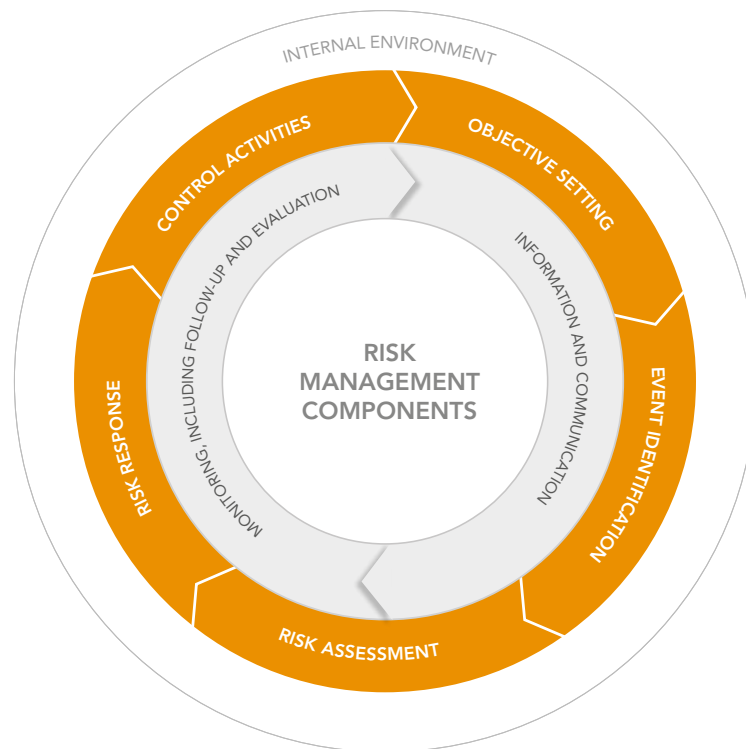 INTERNAL ENVIRONMENT
OBJECTIVE SETTING
EVENT IDENTIFICATION
RISK ASSESSMENT
RISK RESPONSE
CONTROL ACTIVITIES
INFORMATION AND COMMUNICATION
MONITORING, INCLUDING FOLLOW-UP AND EVALUATION
RISK
MANAGEMENT
COMPONENTS